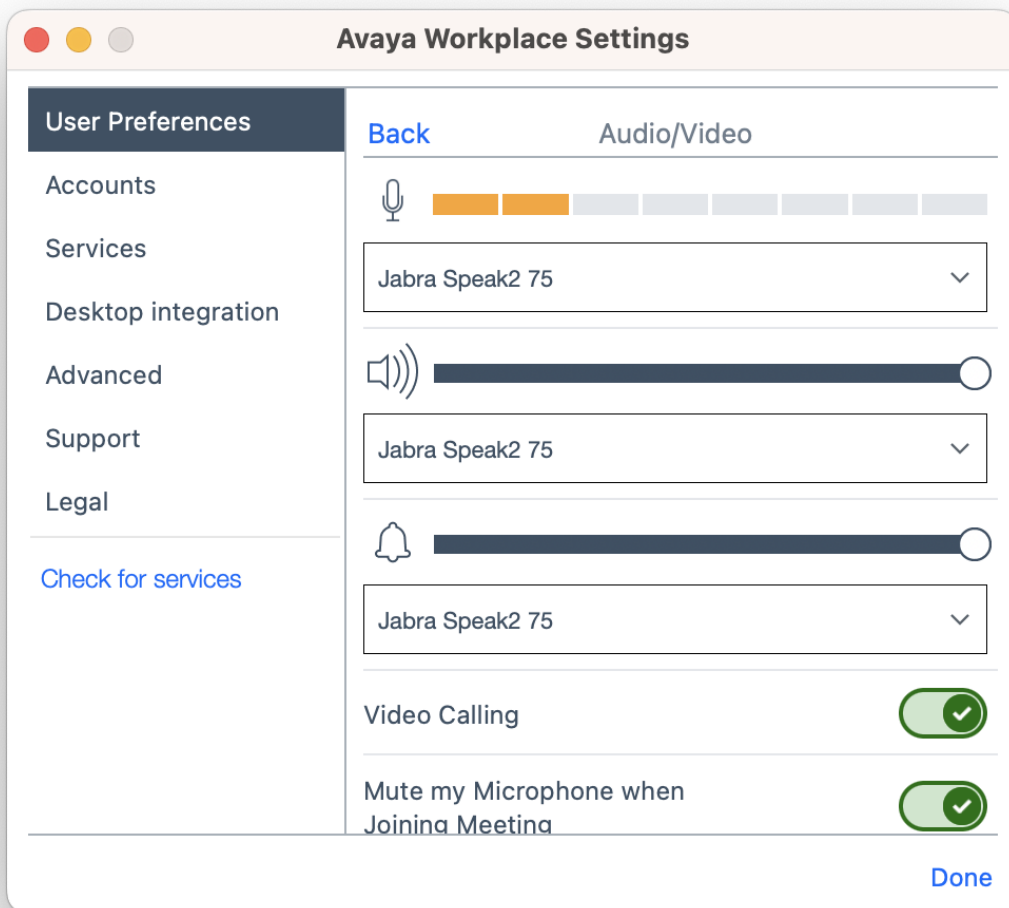 Avaya Workplace Settings
User Preferences
Accounts
Services
Desktop integration
Advanced
Support
Legal
Check for services
Back
Audio/Video
Jabra Speak2 75
Jabra Speak2 75
Jabra Speak2 75
Video Calling
Mute my Microphone when
Joining Meeting
Done